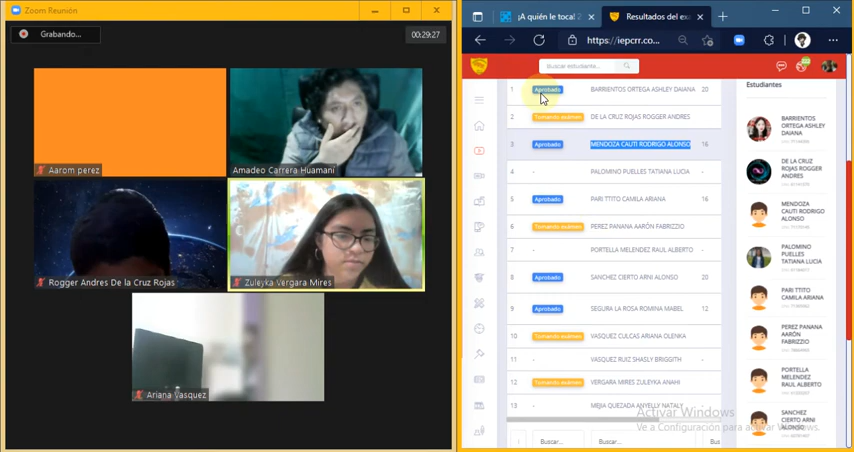 Zoom Reunión
Grabando...
00:29:27
Aarom perez
Amadeo Carrera Huamani
Rogger Andres De la Cruz Rojas
Zuleyka Vergara Mires
Ariana Vasquez
¡A quién le toca! 2
Resultados del exa
https://iepcrr.co...
Buscar estudiante...
1 Aprobado BARRIENTOS ORTEGA ASHLEY DAIANA 20
2 Tomando exámen DE LA CRUZ ROJAS ROGGER ANDRES
3 Aprobado MENDOZA CAUTI RODRIGO ALONSO 16
4 - PALOMINO PUELLES TATIANA LUCIA -
5 Aprobado PARI TTITO CAMILA ARIANA 16
6 Tomando exámen PEREZ PANANA AARÓN FABRIZZIO
7 - PORTELLA MELENDEZ RAUL ALBERTO -
8 Aprobado SANCHEZ CIERTO ARNI ALONSO 20
9 Aprobado SEGURA LA ROSA ROMINA MABEL 12
10 Tomando exámen VASQUEZ CULCAS ARIANA OLENKA
11 - VASQUEZ RUIZ SHASLY BRIGGITH -
12 Tomando exámen VERGARA MIRES ZULEYKA ANAHI
13 - MEJIA QUENAYA ANYELLY NATALY -
Buscar... Buscar... Bus
Estudiantes
BARRIENTOS
ORTEGA ASHLEY
DAIANA
DE LA CRUZ
ROJAS ROGGER
ANDRES
MENDOZA
CAUTI RODRIGO
ALONSO
PALOMINO
PUELLES
TATIANA LUCIA
PARI TTITO
CAMILA ARIANA
PEREZ PANANA
AARÓN
FABRIZZIO
PORTELLA
MELENDEZ
RAUL ALBERTO
SANCHEZ
CIERTO ARNI
ALONSO
Activar Windows
Ve a Configuración para activar Windows.